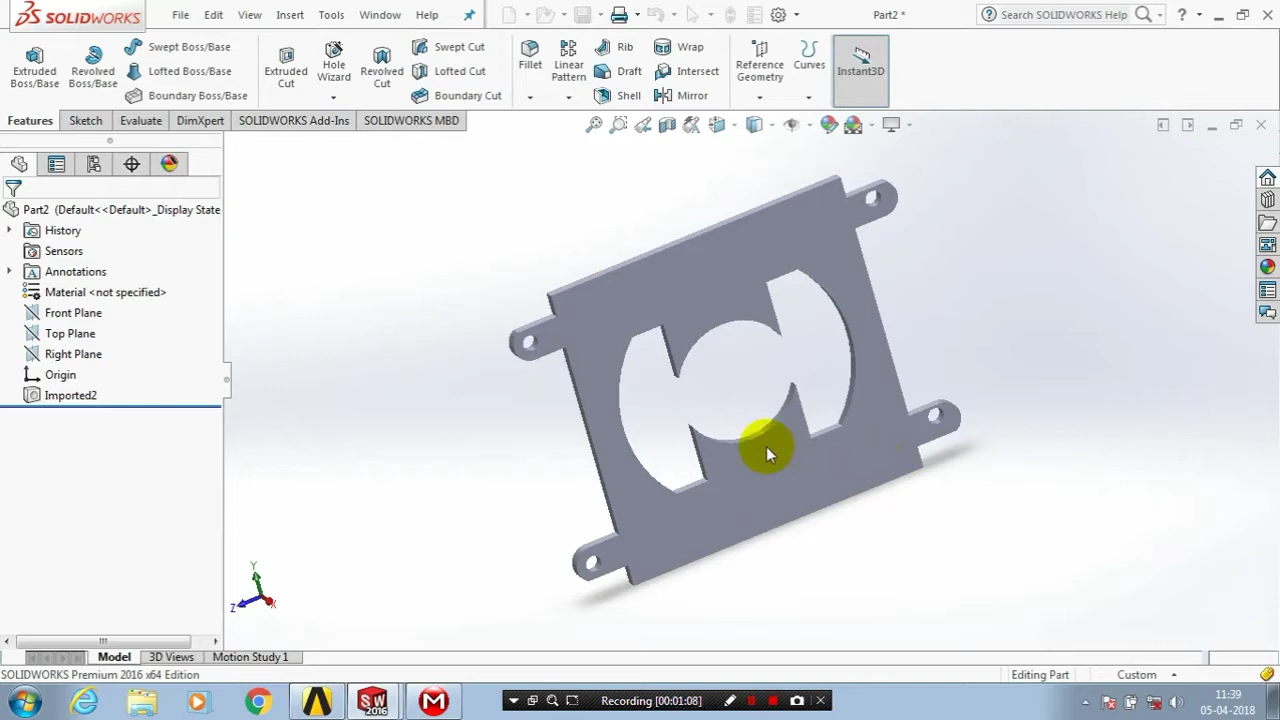 SOLIDWORKS File Edit View Insert Tools Window Help Part2 * Search SOLIDWORKS Help ?
Extruded Boss/Base
Revolved Boss/Base
Swept Boss/Base
Lofted Boss/Base
Boundary Boss/Base
Extruded Cut
Hole Wizard
Revolved Cut
Swept Cut
Lofted Cut
Boundary Cut
Fillet
Linear Pattern
Rib
Draft
Shell
Wrap
Intersect
Mirror
Reference Geometry
Curves
Instant3D
Features Sketch Evaluate DimXpert SOLIDWORKS Add-Ins SOLIDWORKS MBD
Part2 (Default<<Default>_Display State
History
Sensors
Annotations
Material <not specified>
Front Plane
Top Plane
Right Plane
Origin
Imported2
Y
Z
X
Model 3D Views Motion Study 1
SOLIDWORKS Premium 2016 x64 Edition Editing Part Custom
SW 2016
Recording [00:01:08]
11:39
05-04-2018